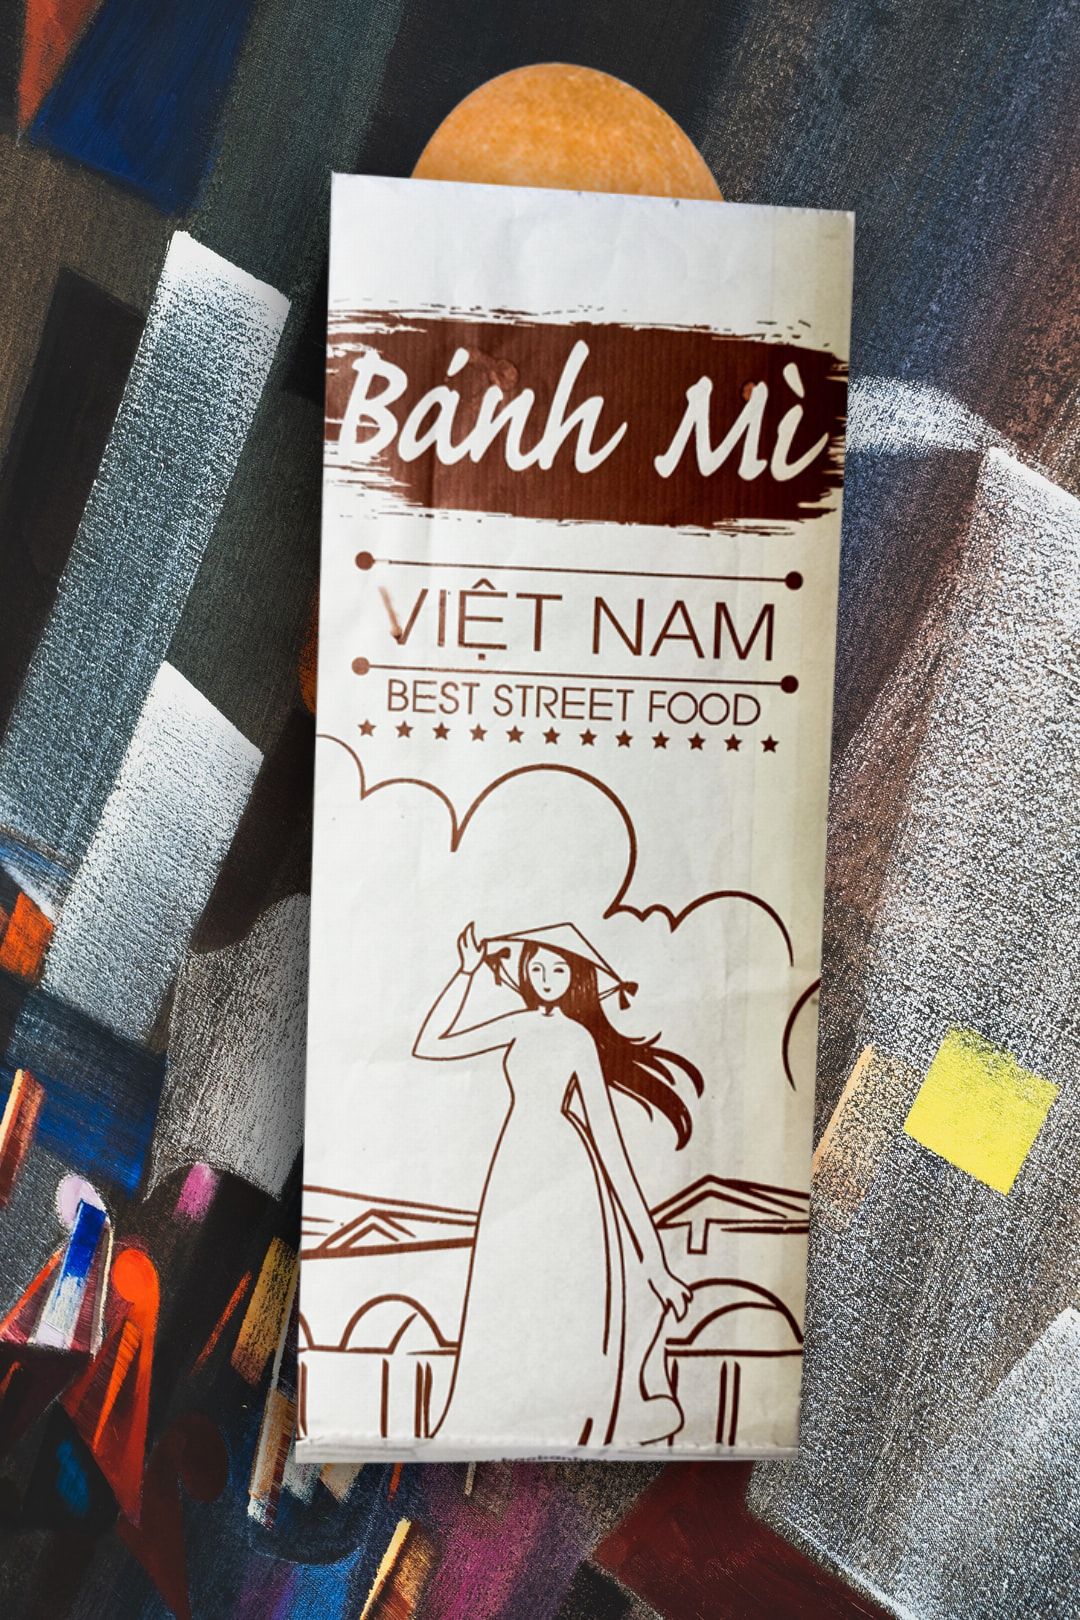 Bánh Mì
VIỆT NAM
BEST STREET FOOD